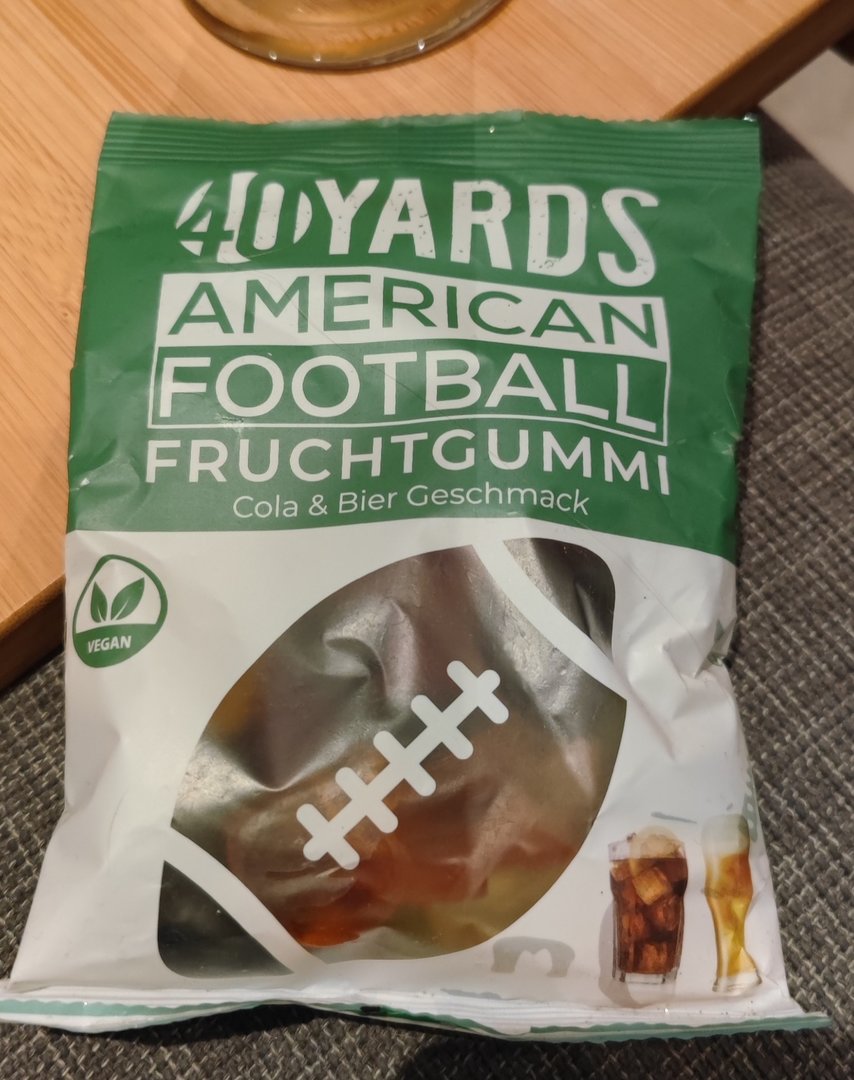 40YARDS
AMERICAN
FOOTBALL
FRUCHTGUMMI
Cola & Bier Geschmack
VEGAN